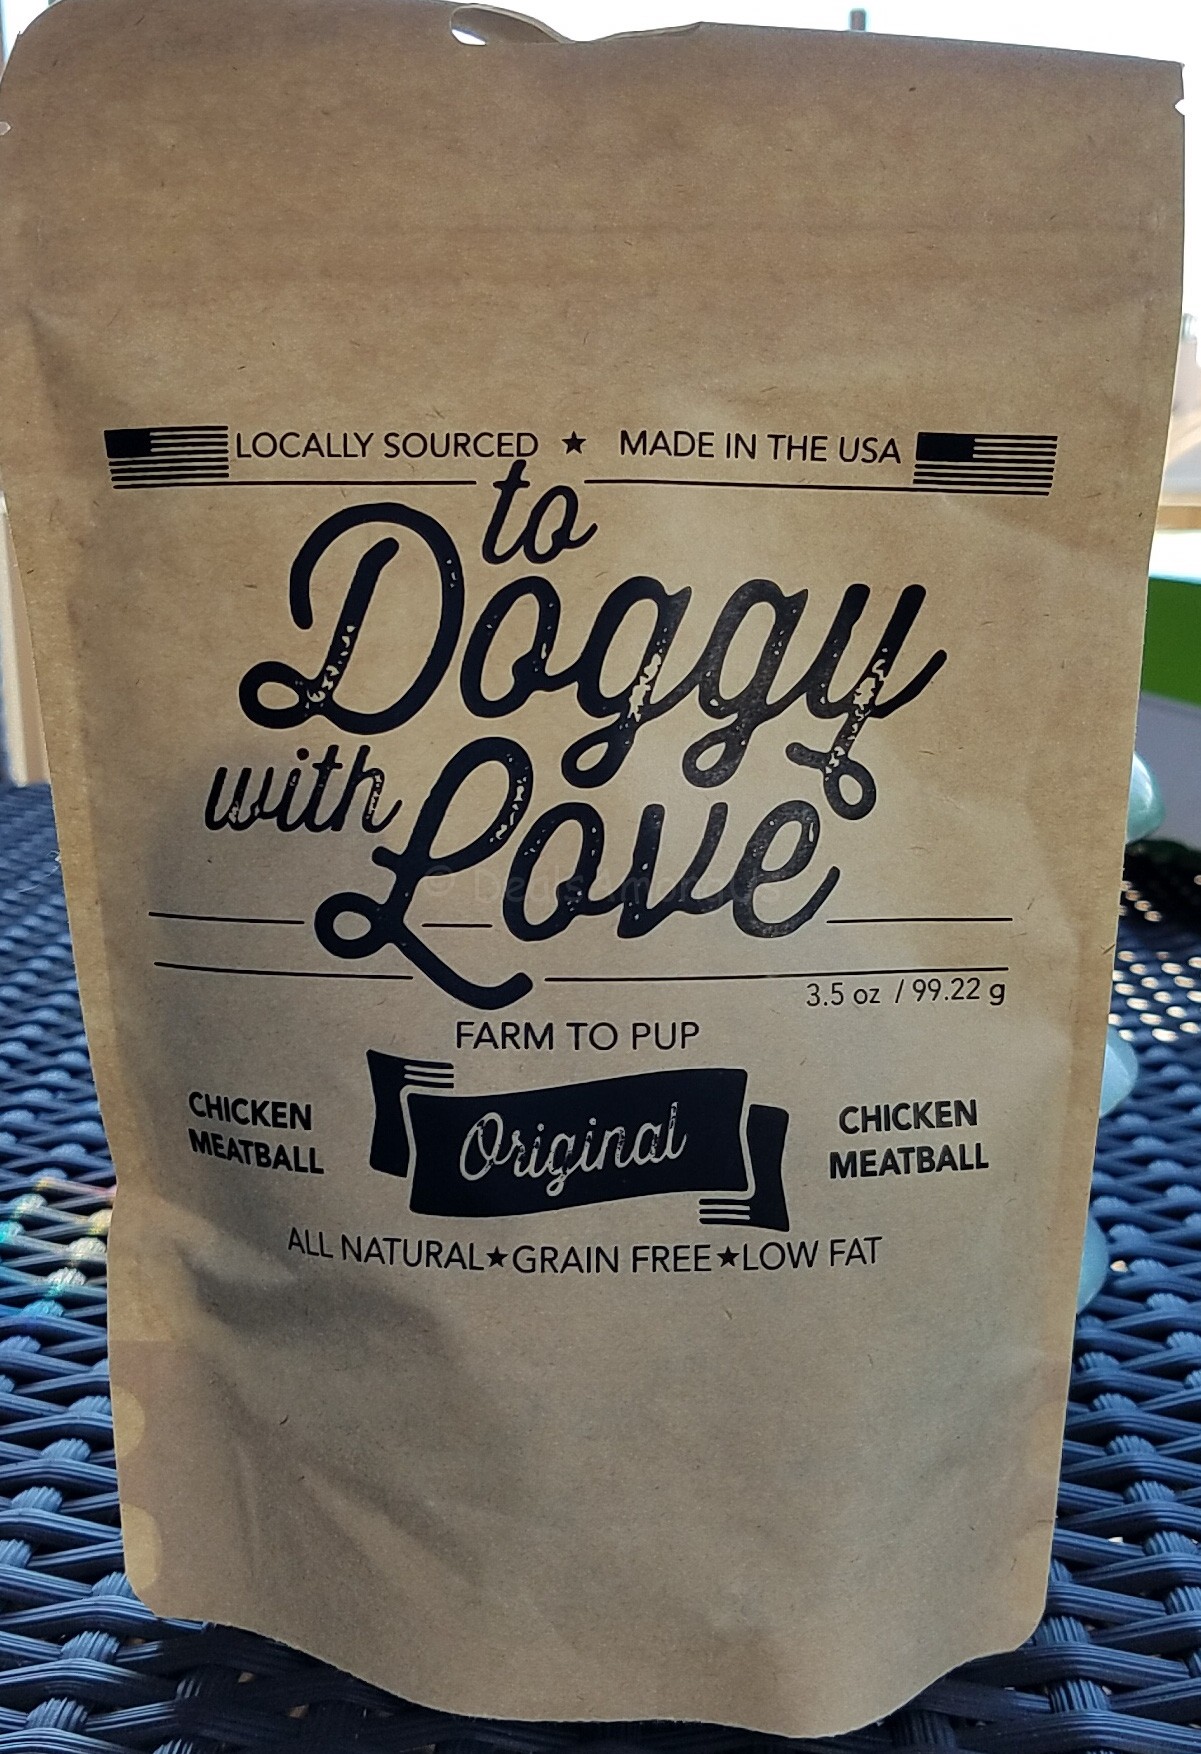 LOCALLY SOURCED ★ MADE IN THE USA
to
Doggy
with
Love
3.5 oz / 99.22 g
FARM TO PUP
CHICKEN
MEATBALL
Original
CHICKEN
MEATBALL
ALL NATURAL★GRAIN FREE★LOW FAT
© DealsAmongUs